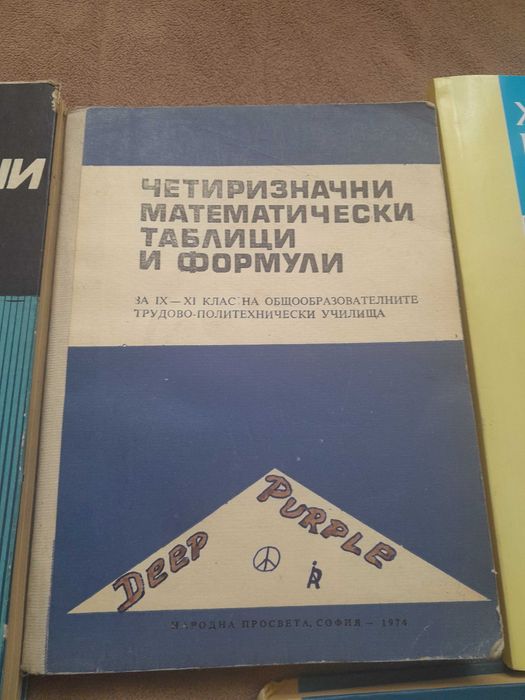 ЧЕТИРИЗНАЧНИ
МАТЕМАТИЧЕСКИ
ТАБЛИЦИ
И ФОРМУЛИ
ЗА IX — XI КЛАС НА ОБЩООБРАЗОВАТЕЛНИТЕ
ТРУДОВО-ПОЛИТЕХНИЧЕСКИ УЧИЛИЩА
DEEP PURPLE
НАРОДНА ПРОСВЕТА, СОФИЯ — 1974